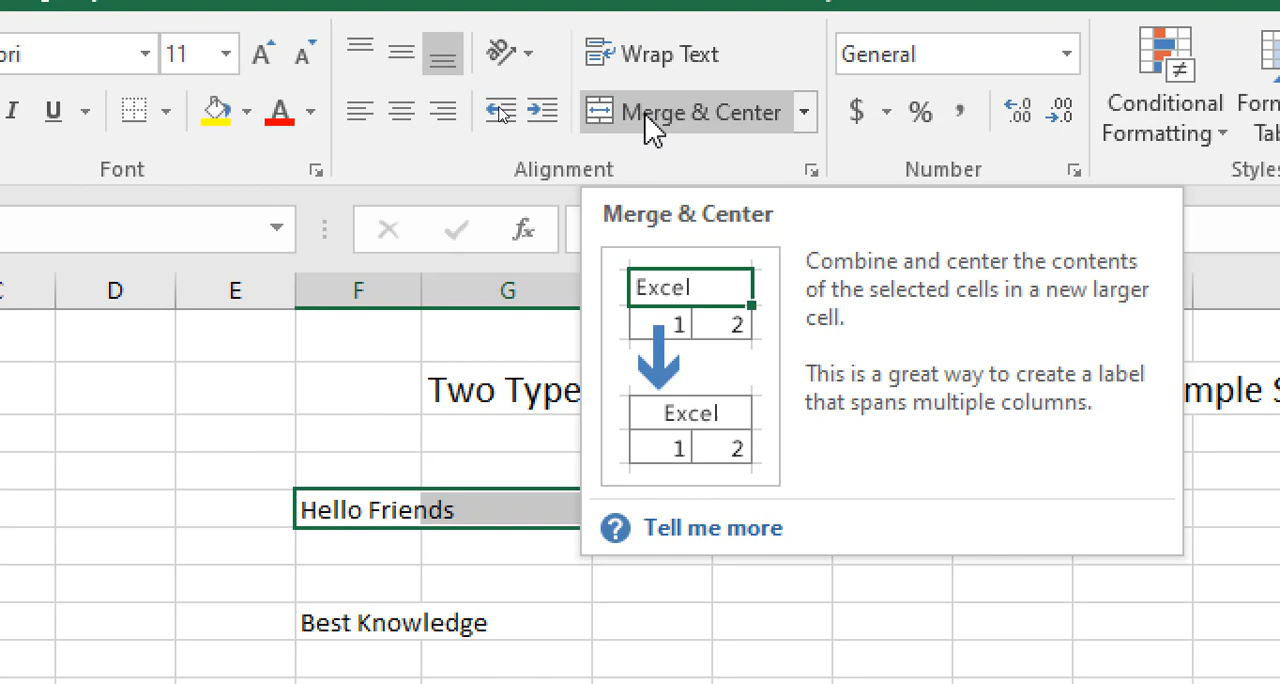 ori 11 A A Wrap Text General
I U A Merge & Center $ % , .0 .00 .00 .0 Conditional Formatting
Font Alignment Number Styles
fx
Merge & Center
D E F G
Excel
1 2
Excel
1 2
Combine and center the contents
of the selected cells in a new larger
cell.
This is a great way to create a label
that spans multiple columns.
Two Type
mple S
Hello Friends
Tell me more
Best Knowledge